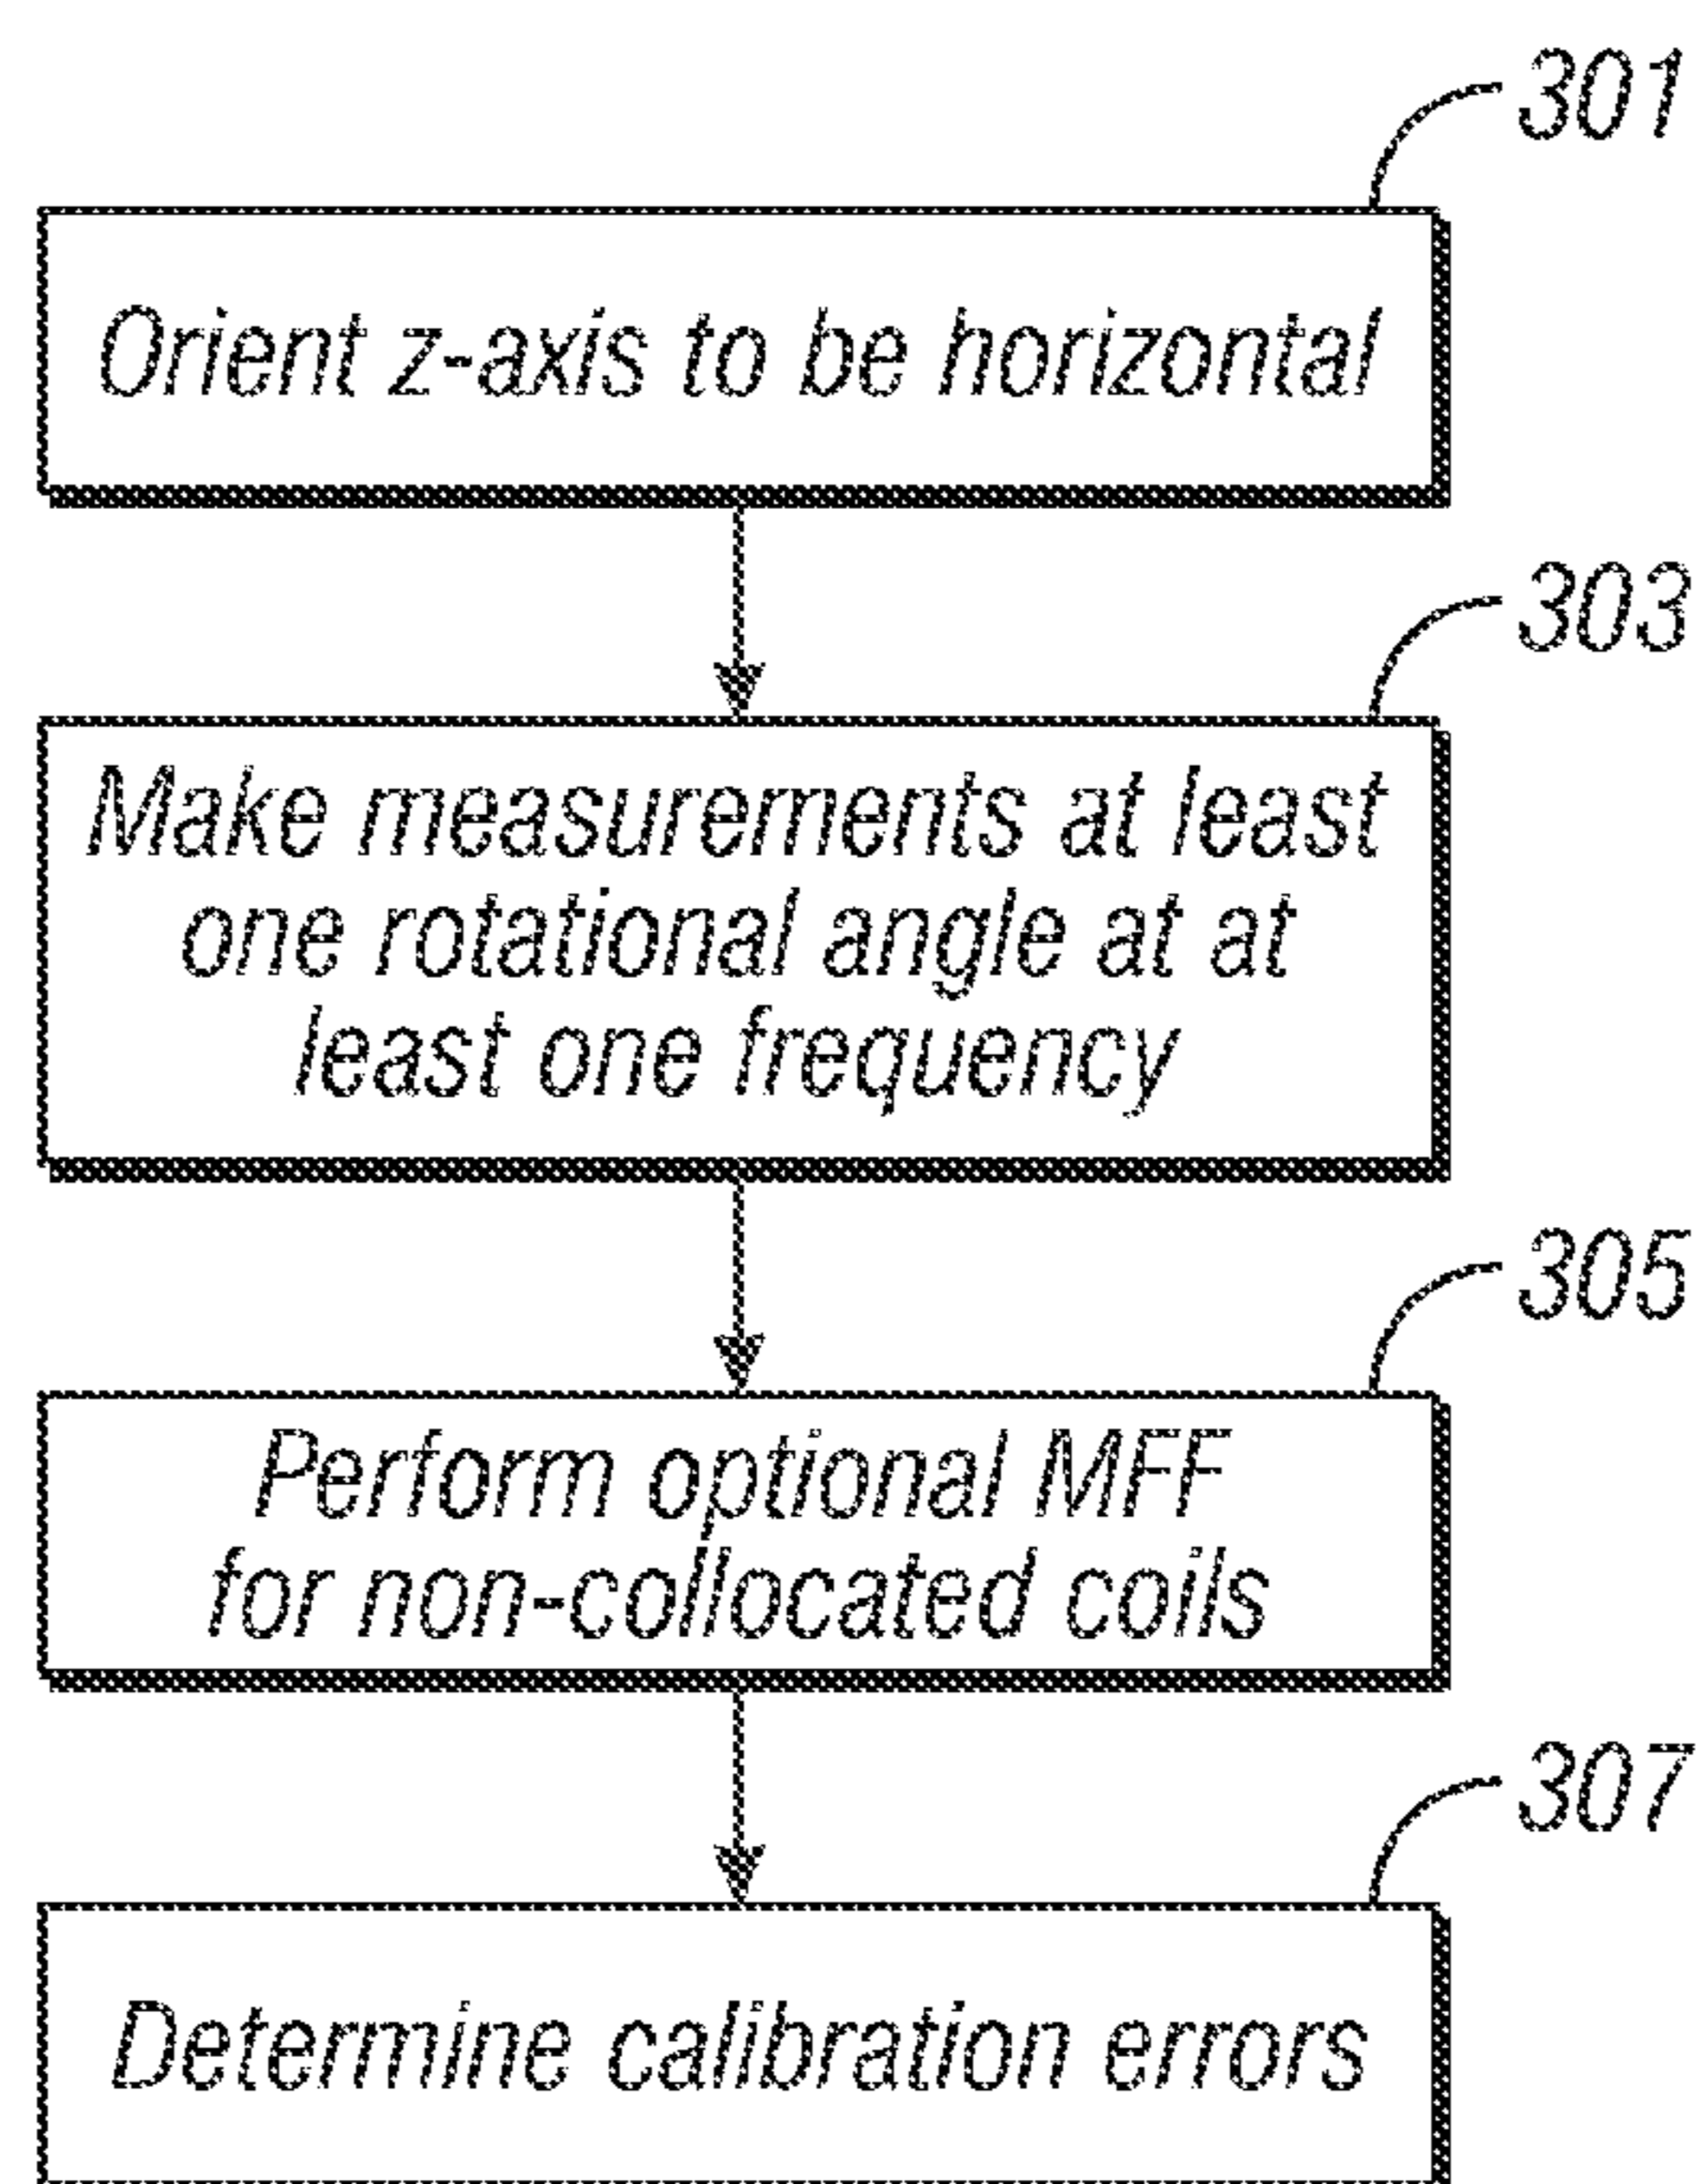 301
Orient z-axis to be horizontal
303
Make measurements at least
one rotational angle at at
least one frequency
305
Perform optional MFF
for non-collocated coils
307
Determine calibration errors